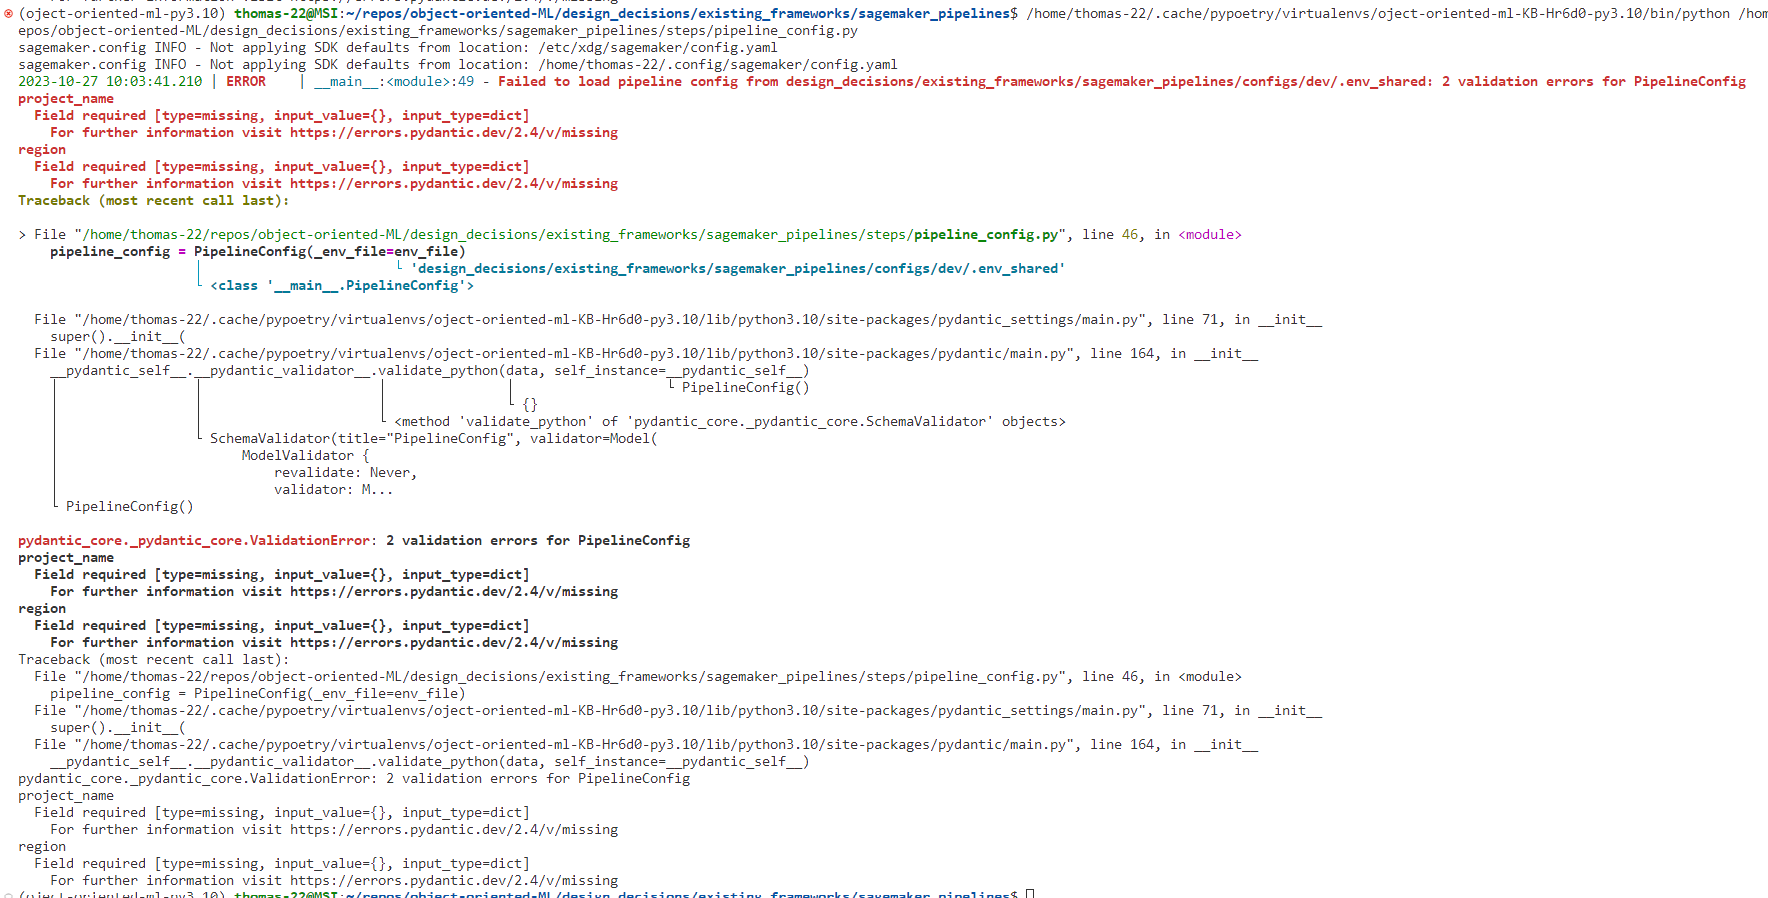 (oject-oriented-ml-py3.10) thomas-22@MSI:~/repos/object-oriented-ML/design_decisions/existing_frameworks/sagemaker_pipelines$ /home/thomas-22/.cache/pypoetry/virtualenvs/oject-oriented-ml-KB-Hr6d0-py3.10/bin/python /hom
epos/object-oriented-ML/design_decisions/existing_frameworks/sagemaker_pipelines/steps/pipeline_config.py
sagemaker.config INFO - Not applying SDK defaults from location: /etc/xdg/sagemaker/config.yaml
sagemaker.config INFO - Not applying SDK defaults from location: /home/thomas-22/.config/sagemaker/config.yaml
2023-10-27 10:03:41.210 | ERROR    | __main__:<module>:49 - Failed to load pipeline config from design_decisions/existing_frameworks/sagemaker_pipelines/configs/dev/.env_shared: 2 validation errors for PipelineConfig
project_name
  Field required [type=missing, input_value={}, input_type=dict]
    For further information visit https://errors.pydantic.dev/2.4/v/missing
region
  Field required [type=missing, input_value={}, input_type=dict]
    For further information visit https://errors.pydantic.dev/2.4/v/missing
Traceback (most recent call last):
> File "/home/thomas-22/repos/object-oriented-ML/design_decisions/existing_frameworks/sagemaker_pipelines/steps/pipeline_config.py", line 46, in <module>
    pipeline_config = PipelineConfig(_env_file=env_file)
                      │                        └ 'design_decisions/existing_frameworks/sagemaker_pipelines/configs/dev/.env_shared'
                      └ <class '__main__.PipelineConfig'>
  File "/home/thomas-22/.cache/pypoetry/virtualenvs/oject-oriented-ml-KB-Hr6d0-py3.10/lib/python3.10/site-packages/pydantic_settings/main.py", line 71, in __init__
    super().__init__(
  File "/home/thomas-22/.cache/pypoetry/virtualenvs/oject-oriented-ml-KB-Hr6d0-py3.10/lib/python3.10/site-packages/pydantic/main.py", line 164, in __init__
    __pydantic_self__.__pydantic_validator__.validate_python(data, self_instance=__pydantic_self__)
    │                 │                      │               │                   └ PipelineConfig()
    │                 │                      │               └ {}
    │                 │                      └ <method 'validate_python' of 'pydantic_core._pydantic_core.SchemaValidator' objects>
    │                 └ SchemaValidator(title="PipelineConfig", validator=Model(
    │                       ModelValidator {
    │                           revalidate: Never,
    │                           validator: M...
    └ PipelineConfig()
pydantic_core._pydantic_core.ValidationError: 2 validation errors for PipelineConfig
project_name
  Field required [type=missing, input_value={}, input_type=dict]
    For further information visit https://errors.pydantic.dev/2.4/v/missing
region
  Field required [type=missing, input_value={}, input_type=dict]
    For further information visit https://errors.pydantic.dev/2.4/v/missing
Traceback (most recent call last):
  File "/home/thomas-22/repos/object-oriented-ML/design_decisions/existing_frameworks/sagemaker_pipelines/steps/pipeline_config.py", line 46, in <module>
    pipeline_config = PipelineConfig(_env_file=env_file)
  File "/home/thomas-22/.cache/pypoetry/virtualenvs/oject-oriented-ml-KB-Hr6d0-py3.10/lib/python3.10/site-packages/pydantic_settings/main.py", line 71, in __init__
    super().__init__(
  File "/home/thomas-22/.cache/pypoetry/virtualenvs/oject-oriented-ml-KB-Hr6d0-py3.10/lib/python3.10/site-packages/pydantic/main.py", line 164, in __init__
    __pydantic_self__.__pydantic_validator__.validate_python(data, self_instance=__pydantic_self__)
pydantic_core._pydantic_core.ValidationError: 2 validation errors for PipelineConfig
project_name
  Field required [type=missing, input_value={}, input_type=dict]
    For further information visit https://errors.pydantic.dev/2.4/v/missing
region
  Field required [type=missing, input_value={}, input_type=dict]
    For further information visit https://errors.pydantic.dev/2.4/v/missing
(oject-oriented-ml-py3.10) thomas-22@MSI:~/repos/object-oriented-ML/design_decisions/existing_frameworks/sagemaker_pipelines$